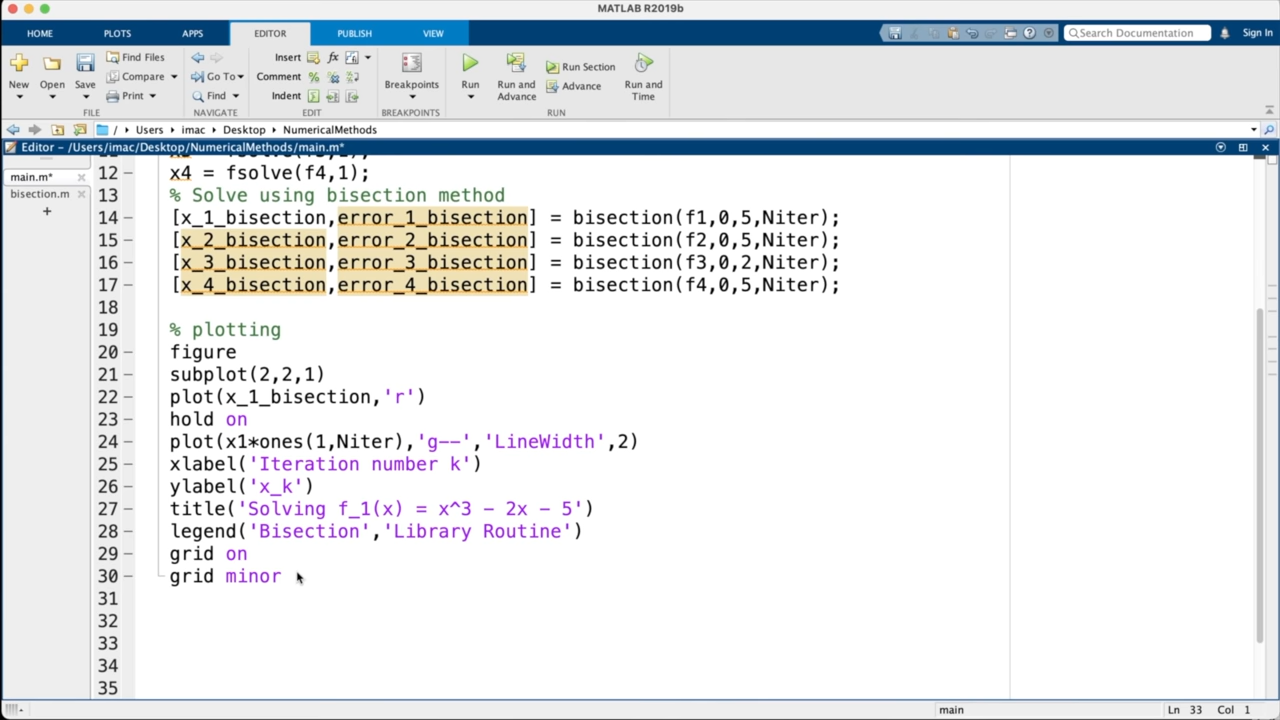 MATLAB R2019b
HOME PLOTS APPS EDITOR PUBLISH VIEW Search Documentation Sign In
Find Files Insert fx Run Section
New Open Save Compare Go To Comment Breakpoints Run Run and Advance Advance Run and Time
Print Find Indent
FILE NAVIGATE EDIT BREAKPOINTS RUN
/ Users imac Desktop NumericalMethods
Editor – /Users/imac/Desktop/NumericalMethods/main.m*
main.m*
bisection.m
12 – x4 = fsolve(f4,1);
13 % Solve using bisection method
14 – [x_1_bisection,error_1_bisection] = bisection(f1,0,5,Niter);
15 – [x_2_bisection,error_2_bisection] = bisection(f2,0,5,Niter);
16 – [x_3_bisection,error_3_bisection] = bisection(f3,0,2,Niter);
17 – [x_4_bisection,error_4_bisection] = bisection(f4,0,5,Niter);
18
19 % plotting
20 – figure
21 – subplot(2,2,1)
22 – plot(x_1_bisection,'r')
23 – hold on
24 – plot(x1*ones(1,Niter),'g--','LineWidth',2)
25 – xlabel('Iteration number k')
26 – ylabel('x_k')
27 – title('Solving f_1(x) = x^3 - 2x - 5')
28 – legend('Bisection','Library Routine')
29 – grid on
30 – grid minor
31
32
33
34
35
main Ln 33 Col 1